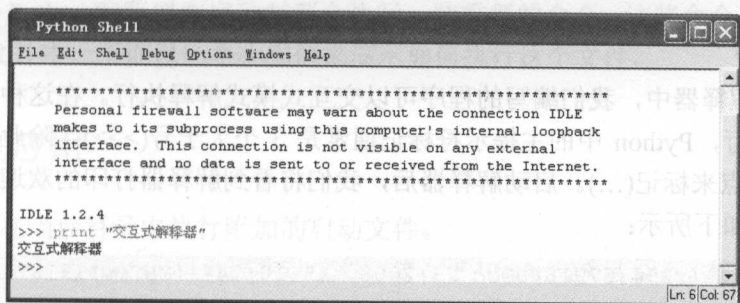 Python Shell
File Edit Shell Debug Options Windows Help
****************************************************************
Personal firewall software may warn about the connection IDLE
makes to its subprocess using this computer's internal loopback
interface.  This connection is not visible on any external
interface and no data is sent to or received from the Internet.
****************************************************************
IDLE 1.2.4
>>> print "交互式解释器"
交互式解释器
>>>
Ln: 6 Col: 67